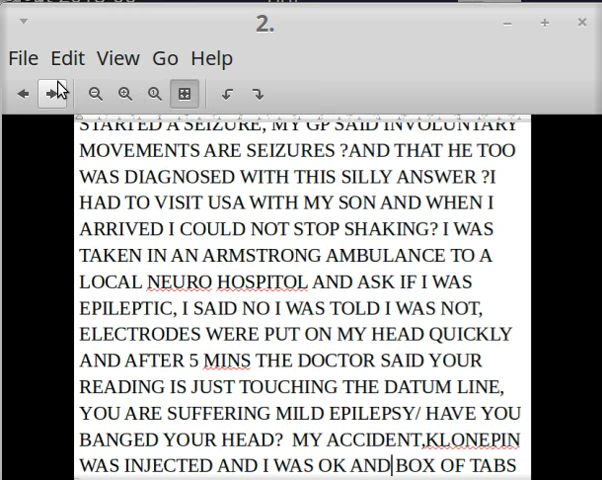 2.
File Edit View Go Help
STARTED A SEIZURE, MY GP SAID INVOLUNTARY
MOVEMENTS ARE SEIZURES ?AND THAT HE TOO
WAS DIAGNOSED WITH THIS SILLY ANSWER ?I
HAD TO VISIT USA WITH MY SON AND WHEN I
ARRIVED I COULD NOT STOP SHAKING? I WAS
TAKEN IN AN ARMSTRONG AMBULANCE TO A
LOCAL NEURO HOSPITOL AND ASK IF I WAS
EPILEPTIC, I SAID NO I WAS TOLD I WAS NOT,
ELECTRODES WERE PUT ON MY HEAD QUICKLY
AND AFTER 5 MINS THE DOCTOR SAID YOUR
READING IS JUST TOUCHING THE DATUM LINE,
YOU ARE SUFFERING MILD EPILEPSY/ HAVE YOU
BANGED YOUR HEAD?  MY ACCIDENT,KLONEPIN
WAS INJECTED AND I WAS OK AND BOX OF TABS